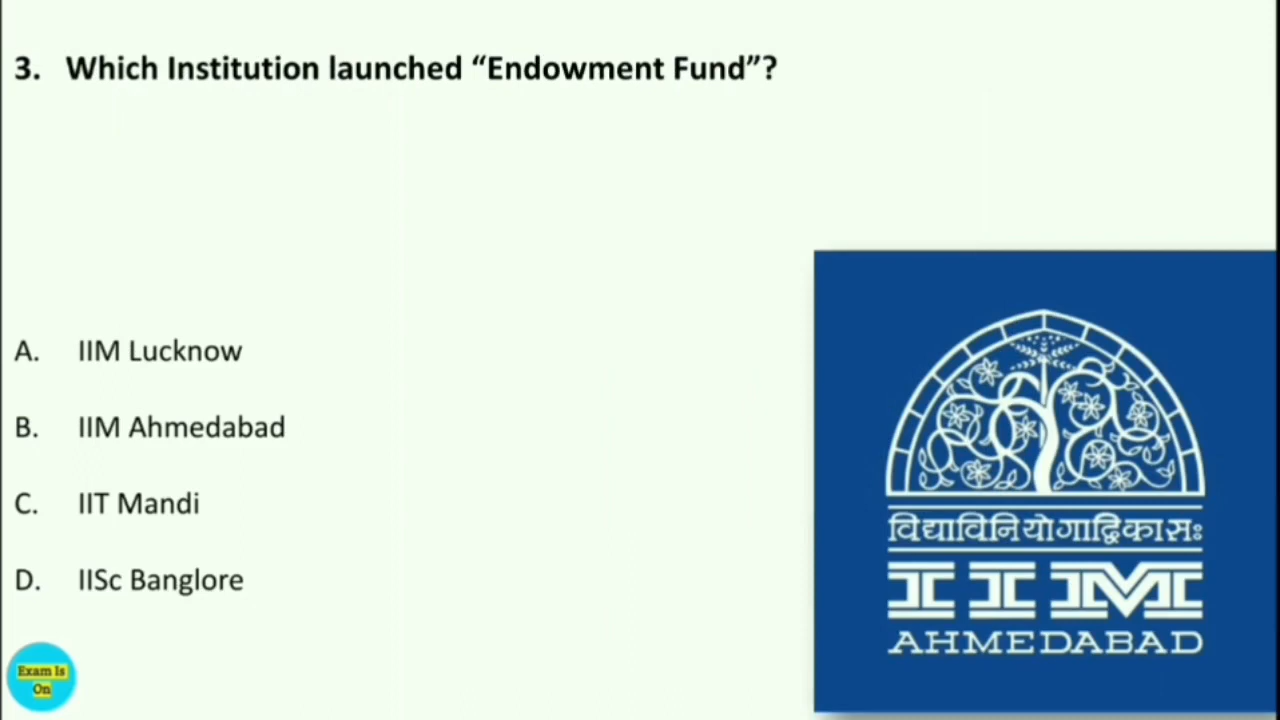 3. Which Institution launched “Endowment Fund”?
A. IIM Lucknow
B. IIM Ahmedabad
C. IIT Mandi
D. IISc Banglore
विद्याविनियोगाद्विकासः
IIM
AHMEDABAD
Exam Is
On